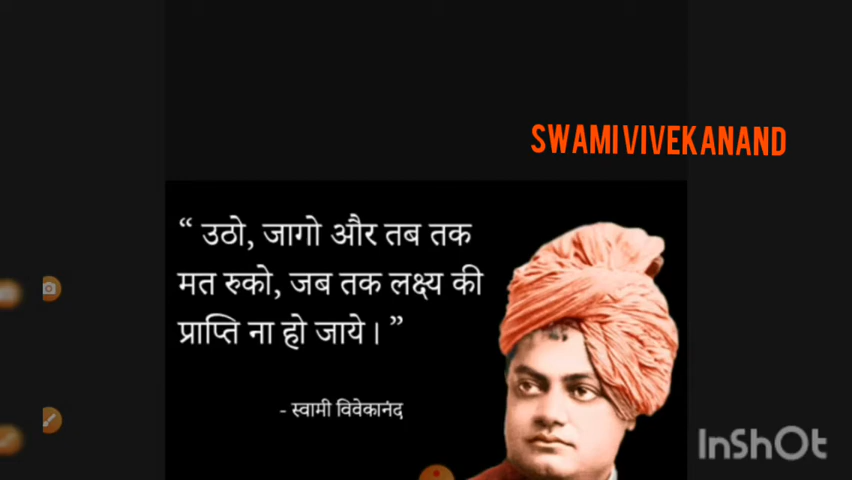 SWAMI VIVEKANAND
“ उठो, जागो और तब तक
मत रुको, जब तक लक्ष्य की
प्राप्ति ना हो जाये। ”
- स्वामी विवेकानंद
InShOt